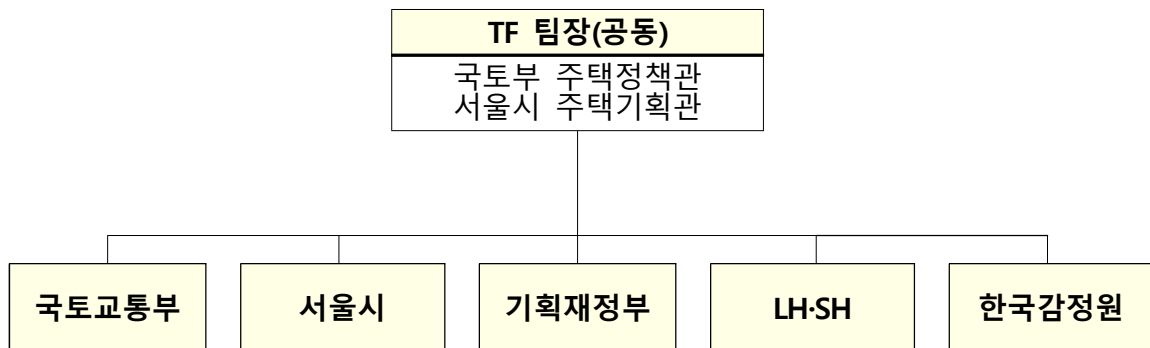 TF 팀장(공동)
국토부 주택정책관
서울시 주택기획관
국토교통부
서울시
기획재정부
LH·SH
한국감정원